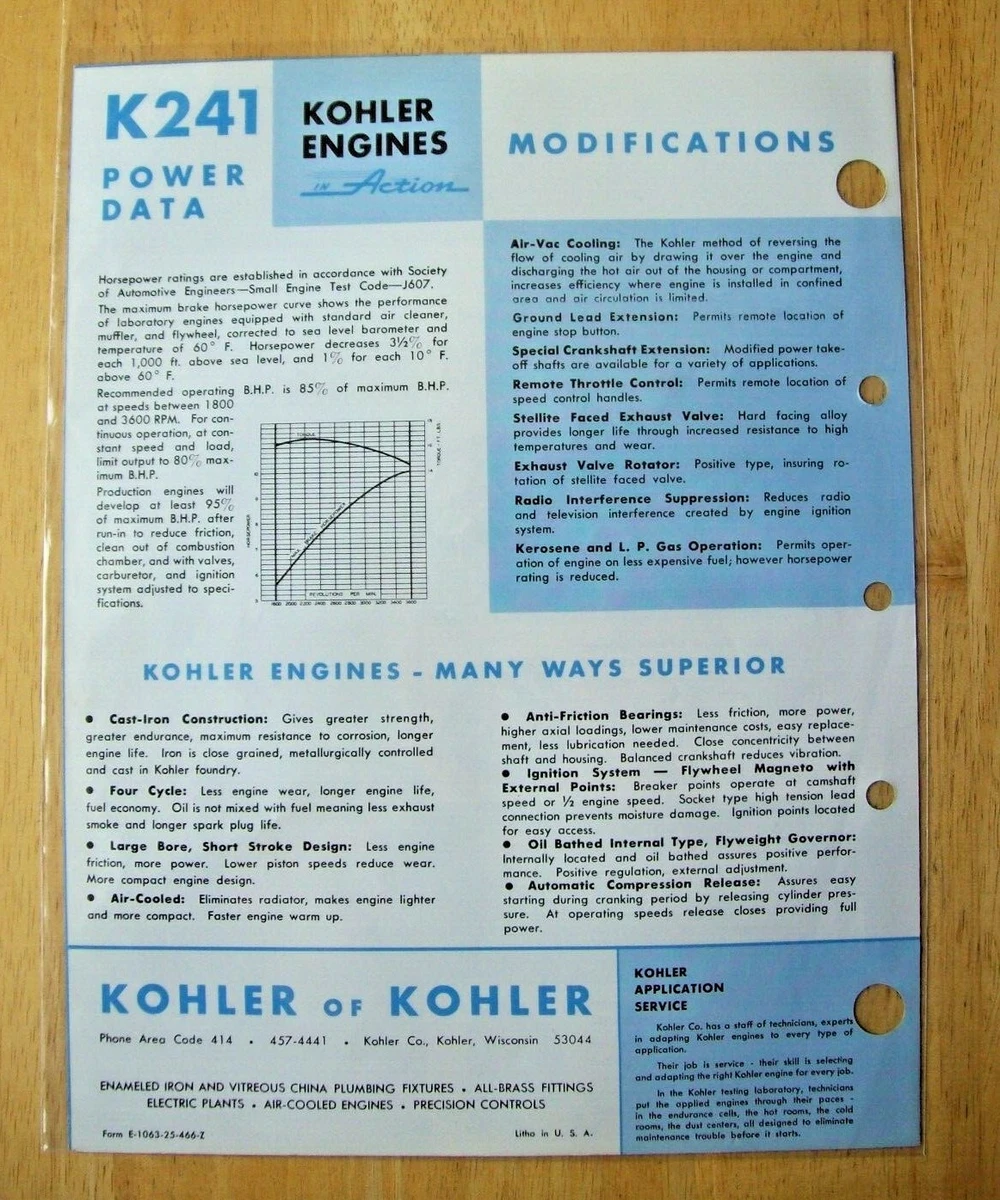 K241
POWER
DATA
KOHLER
ENGINES
IN Action
MODIFICATIONS
Horsepower ratings are established in accordance with Society
of Automotive Engineers—Small Engine Test Code—J607.
The maximum brake horsepower curve shows the performance
of laboratory engines equipped with standard air cleaner,
muffler, and flywheel, corrected to sea level barometer and
temperature of 60° F. Horsepower decreases 3½% for
each 1,000 ft. above sea level, and 1% for each 10° F.
above 60° F.
Recommended operating B.H.P. is 85% of maximum B.H.P.
at speeds between 1800
and 3600 RPM. For con-
tinuous operation, at con-
stant speed and load,
limit output to 80% max-
imum B.H.P.
Production engines will
develop at least 95%
of maximum B.H.P. after
run-in to reduce friction,
clean out of combustion
chamber, and with valves,
carburetor, and ignition
system adjusted to speci-
fications.
TORQUE
TORQUE - FT. LBS.
HORSEPOWER
REVOLUTIONS PER MIN.
1800 2000 2200 2400 2600 2800 3000 3200 3400 3600
Air-Vac Cooling: The Kohler method of reversing the
flow of cooling air by drawing it over the engine and
discharging the hot air out of the housing or compartment,
increases efficiency where engine is installed in confined
area and air circulation is limited.
Ground Lead Extension: Permits remote location of
engine stop button.
Special Crankshaft Extension: Modified power take-
off shafts are available for a variety of applications.
Remote Throttle Control: Permits remote location of
speed control handles.
Stellite Faced Exhaust Valve: Hard facing alloy
provides longer life through increased resistance to high
temperatures and wear.
Exhaust Valve Rotator: Positive type, insuring ro-
tation of stellite faced valve.
Radio Interference Suppression: Reduces radio
and television interference created by engine ignition
system.
Kerosene and L. P. Gas Operation: Permits oper-
ation of engine on less expensive fuel; however horsepower
rating is reduced.
KOHLER ENGINES - MANY WAYS SUPERIOR
● Cast-Iron Construction: Gives greater strength,
greater endurance, maximum resistance to corrosion, longer
engine life. Iron is close grained, metallurgically controlled
and cast in Kohler foundry.
● Four Cycle: Less engine wear, longer engine life,
fuel economy. Oil is not mixed with fuel meaning less exhaust
smoke and longer spark plug life.
● Large Bore, Short Stroke Design: Less engine
friction, more power. Lower piston speeds reduce wear.
More compact engine design.
● Air-Cooled: Eliminates radiator, makes engine lighter
and more compact. Faster engine warm up.
● Anti-Friction Bearings: Less friction, more power,
higher axial loadings, lower maintenance costs, easy replace-
ment, less lubrication needed. Close concentricity between
shaft and housing. Balanced crankshaft reduces vibration.
● Ignition System — Flywheel Magneto with
External Points: Breaker points operate at camshaft
speed or ½ engine speed. Socket type high tension lead
connection prevents moisture damage. Ignition points located
for easy access.
● Oil Bathed Internal Type, Flyweight Governor:
Internally located and oil bathed assures positive perfor-
mance. Positive regulation, external adjustment.
● Automatic Compression Release: Assures easy
starting during cranking period by releasing cylinder pres-
sure. At operating speeds release closes providing full
power.
KOHLER OF KOHLER
Phone Area Code 414 • 457-4441 • Kohler Co., Kohler, Wisconsin 53044
ENAMELED IRON AND VITREOUS CHINA PLUMBING FIXTURES • ALL-BRASS FITTINGS
ELECTRIC PLANTS • AIR-COOLED ENGINES • PRECISION CONTROLS
Form E-1063-25-466-Z
Litho in U. S. A.
KOHLER
APPLICATION
SERVICE
Kohler Co. has a staff of technicians, experts
in adapting Kohler engines to every type of
application.
Their job is service - their skill is selecting
and adapting the right Kohler engine for every job.
In the Kohler testing laboratory, technicians
put the applied engines through their paces -
in the endurance cells, the hot rooms, the cold
rooms, the dust centers, all designed to eliminate
maintenance trouble before it starts.